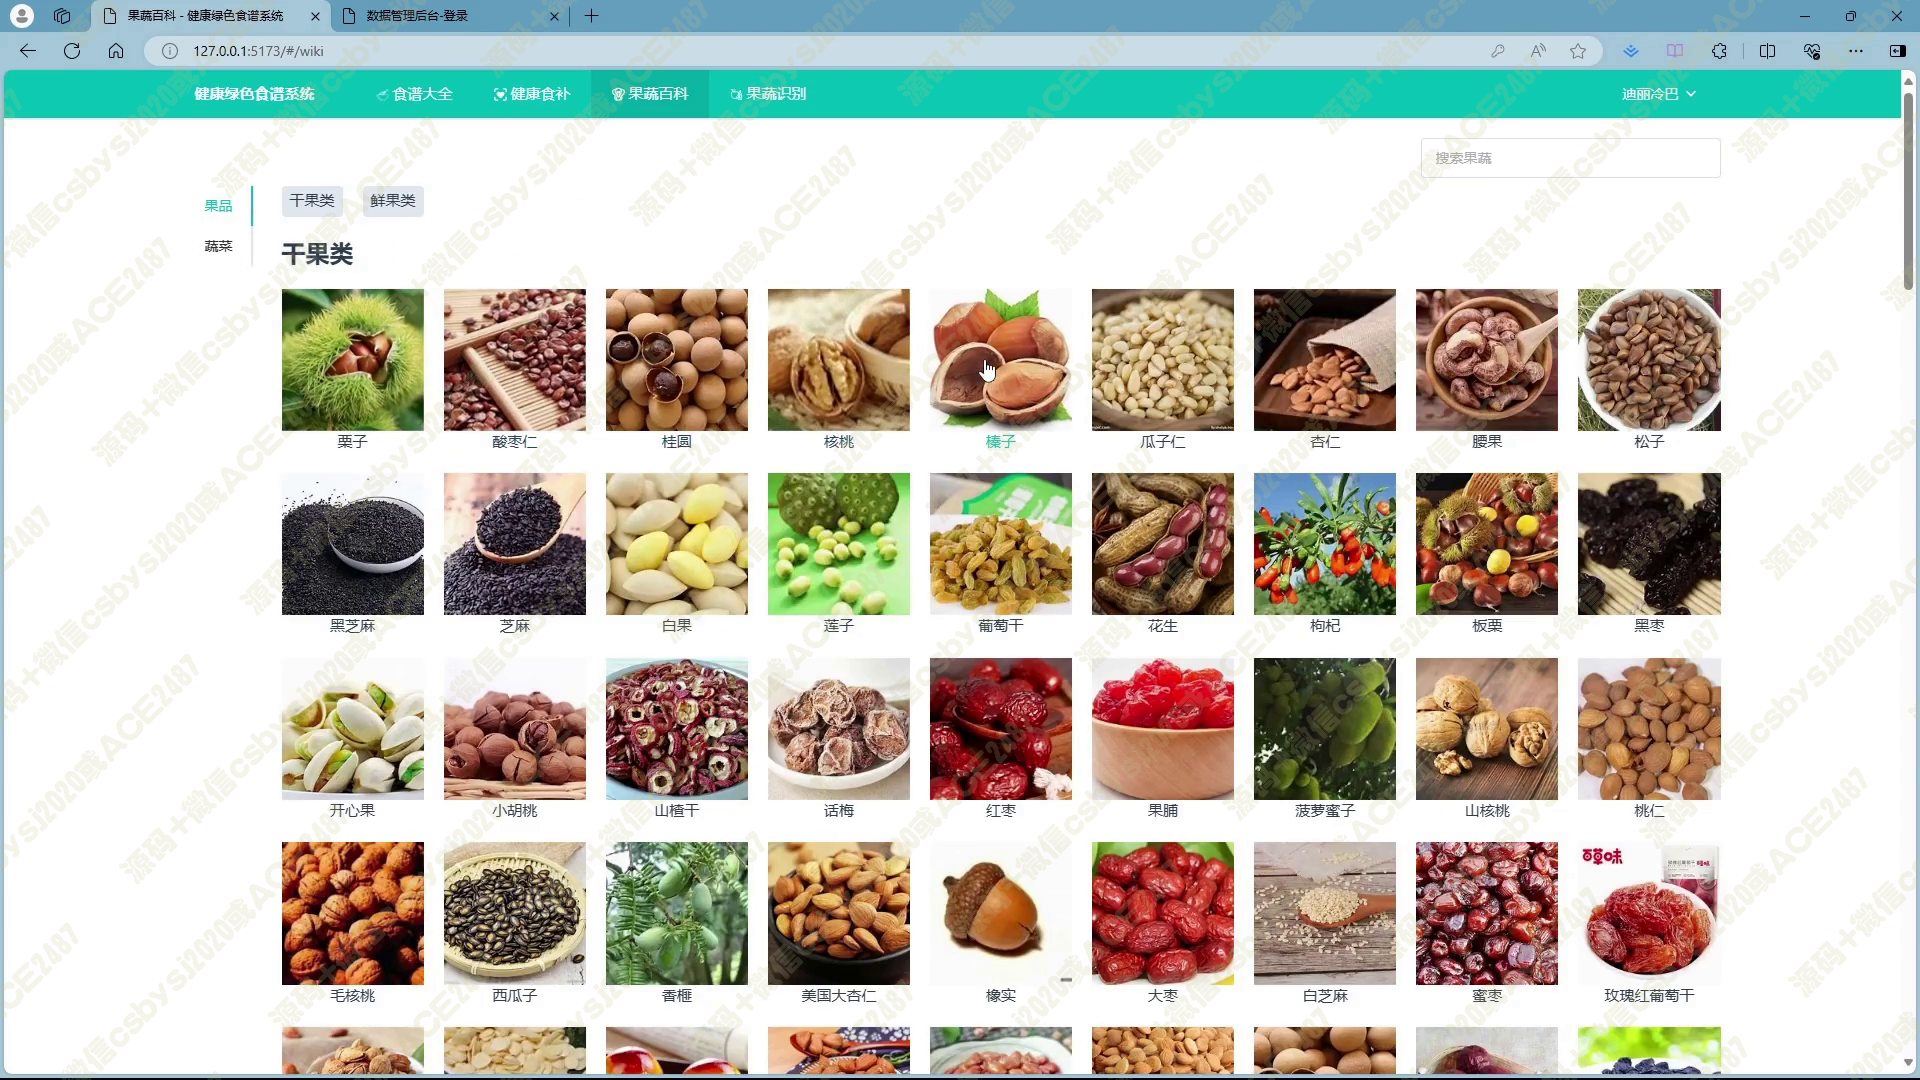 果蔬百科 - 健康绿色食谱系统
数据管理后台-登录
127.0.0.1:5173/#/wiki
健康绿色食谱系统
食谱大全
健康食补
果蔬百科
果蔬识别
迪丽冷巴
搜索果蔬
果品
蔬菜
干果类
鲜果类
干果类
栗子
酸枣仁
桂圆
核桃
榛子
瓜子仁
杏仁
腰果
松子
黑芝麻
芝麻
白果
莲子
葡萄干
花生
枸杞
板栗
黑枣
开心果
小胡桃
山楂干
话梅
红枣
果脯
菠萝蜜子
山核桃
桃仁
百草味
毛核桃
西瓜子
香榧
美国大杏仁
橡实
大枣
白芝麻
蜜枣
玫瑰红葡萄干
源码+微信csbysj2020或ACE2487